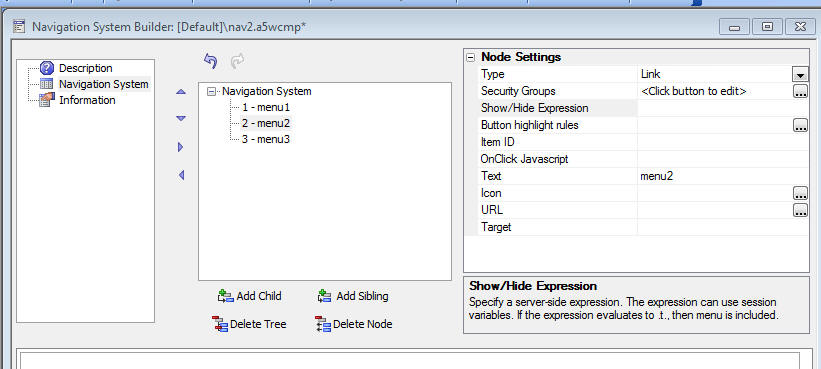 Navigation System Builder: [Default]\nav2.a5wcmp*
Description
Navigation System
Information
Navigation System
1 - menu1
2 - menu2
3 - menu3
Add Child
Add Sibling
Delete Tree
Delete Node
Node Settings
Type Link
Security Groups <Click button to edit>
Show/Hide Expression
Button highlight rules
Item ID
OnClick Javascript
Text menu2
Icon
URL
Target
Show/Hide Expression
Specify a server-side expression. The expression can use session
variables. If the expression evaluates to .t., then menu is included.